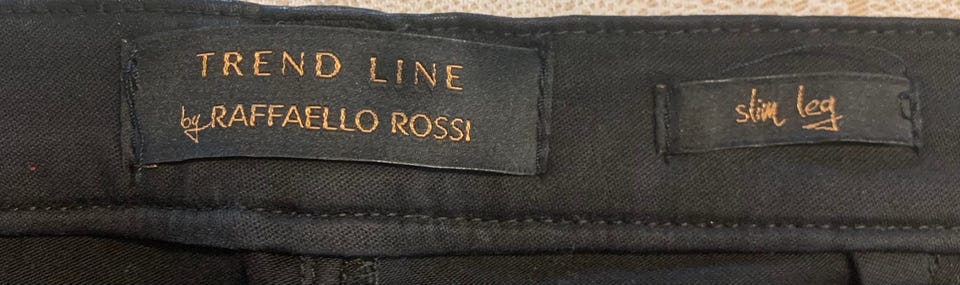 TREND LINE
by RAFFAELLO ROSSI
slim leg